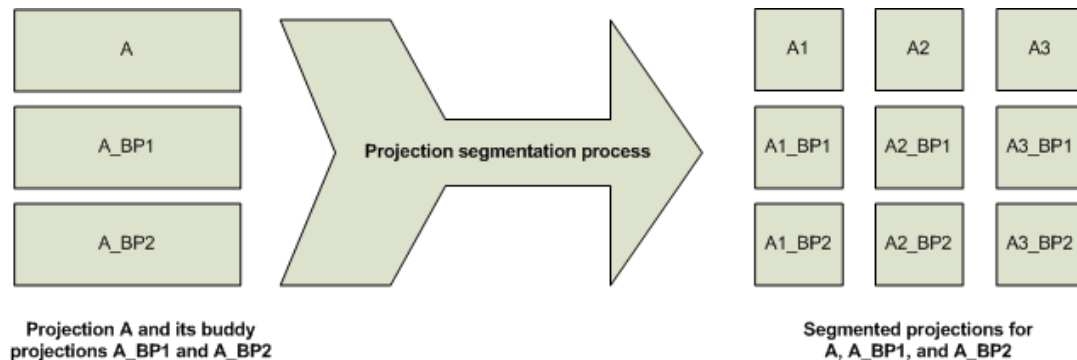 A
A_BP1
A_BP2
Projection A and its buddy
projections A_BP1 and A_BP2
Projection segmentation process
A1 A2 A3
A1_BP1 A2_BP1 A3_BP1
A1_BP2 A2_BP2 A3_BP2
Segmented projections for
A, A_BP1, and A_BP2